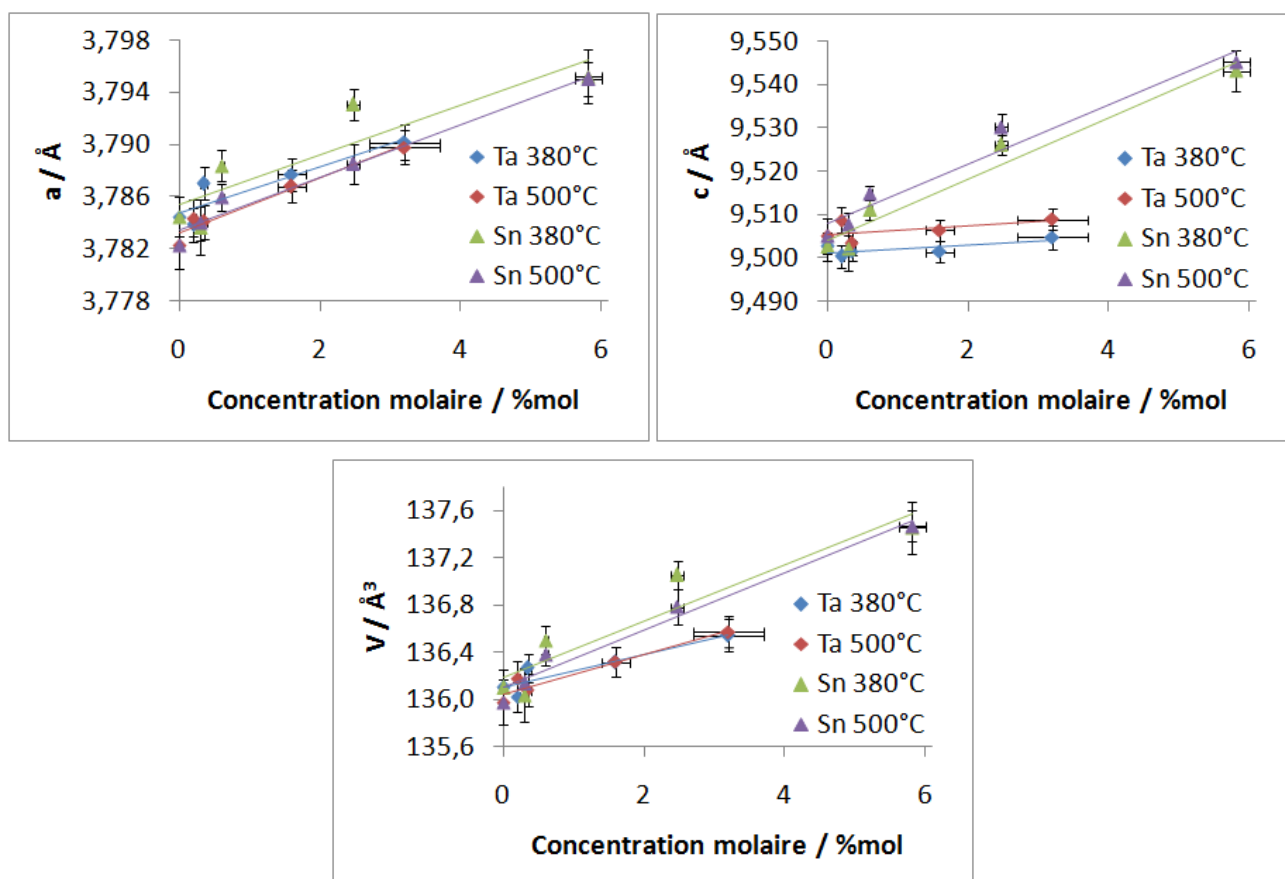 3,798
3,794
3,790
3,786
3,782
3,778
a / Å
0 2 4 6
Concentration molaire / %mol
Ta 380°C
Ta 500°C
Sn 380°C
Sn 500°C
9,550
9,540
9,530
9,520
9,510
9,500
9,490
c / Å
0 2 4 6
Concentration molaire / %mol
Ta 380°C
Ta 500°C
Sn 380°C
Sn 500°C
137,6
137,2
136,8
136,4
136,0
135,6
V / Å³
0 2 4 6
Concentration molaire / %mol
Ta 380°C
Ta 500°C
Sn 380°C
Sn 500°C